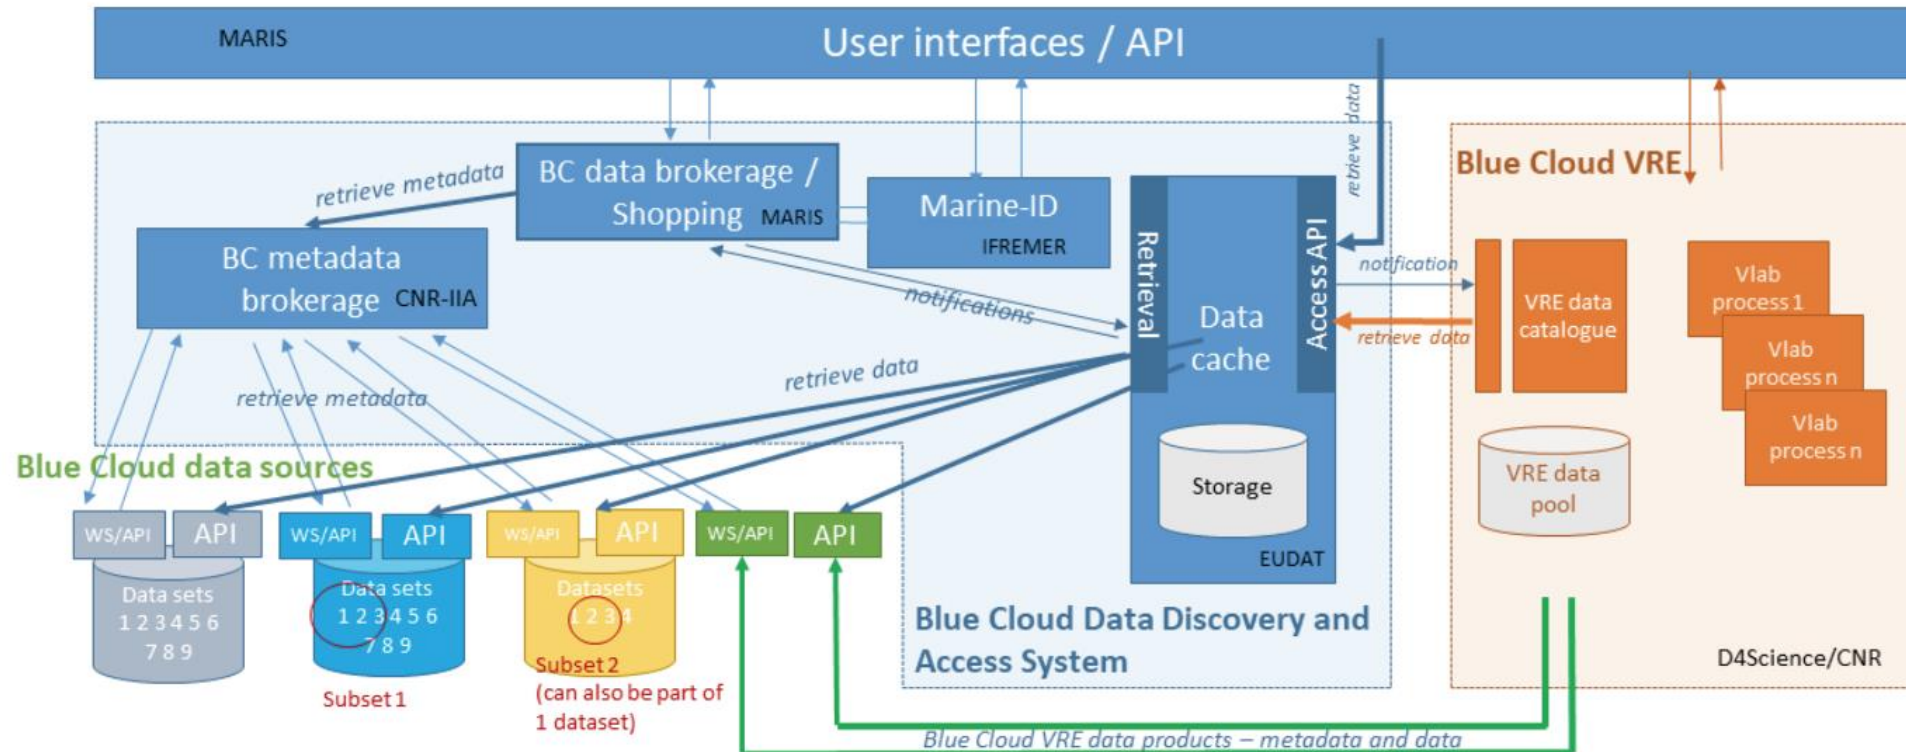 MARIS
User interfaces / API
retrieve data
BC data brokerage /
Shopping MARIS
retrieve metadata
Marine-ID
IFREMER
BC metadata
brokerage CNR-IIA
notifications
retrieve metadata
retrieve data
Retrieval
Data
cache
Access API
Storage
EUDAT
notification
retrieve data
Blue Cloud VRE
VRE data
catalogue
Vlab
process 1
Vlab
process n
Vlab
process n
VRE data
pool
D4Science/CNR
Blue Cloud data sources
WS/API
API
WS/API
API
WS/API
API
WS/API
API
Data sets
1 2 3 4 5 6
7 8 9
Data sets
1 2 3 4 5 6
7 8 9
Datasets
1 2 3 4
Subset 1
Subset 2
(can also be part of
1 dataset)
Blue Cloud Data Discovery and
Access System
Blue Cloud VRE data products – metadata and data